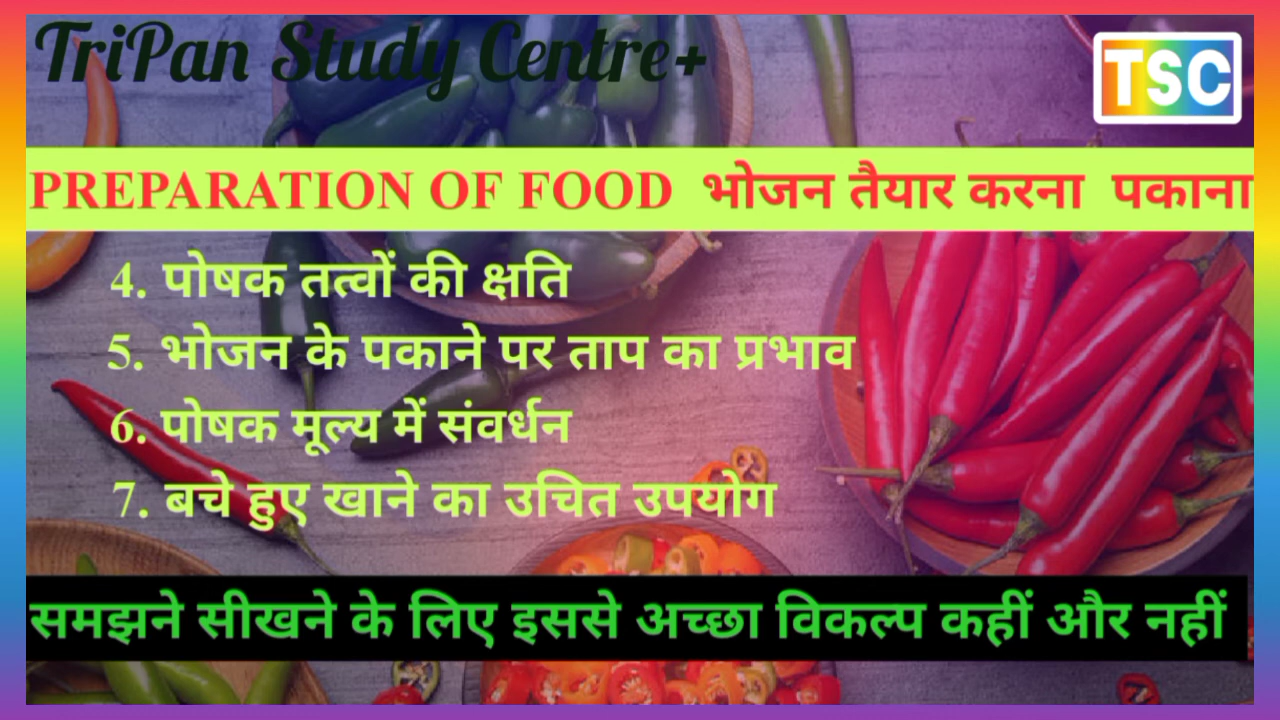 TriPan Study Centre+
TSC
PREPARATION OF FOOD भोजन तैयार करना पकाना
4. पोषक तत्वों की क्षति
5. भोजन के पकाने पर ताप का प्रभाव
6. पोषक मूल्य में संवर्धन
7. बचे हुए खाने का उचित उपयोग
समझने सीखने के लिए इससे अच्छा विकल्प कहीं और नहीं